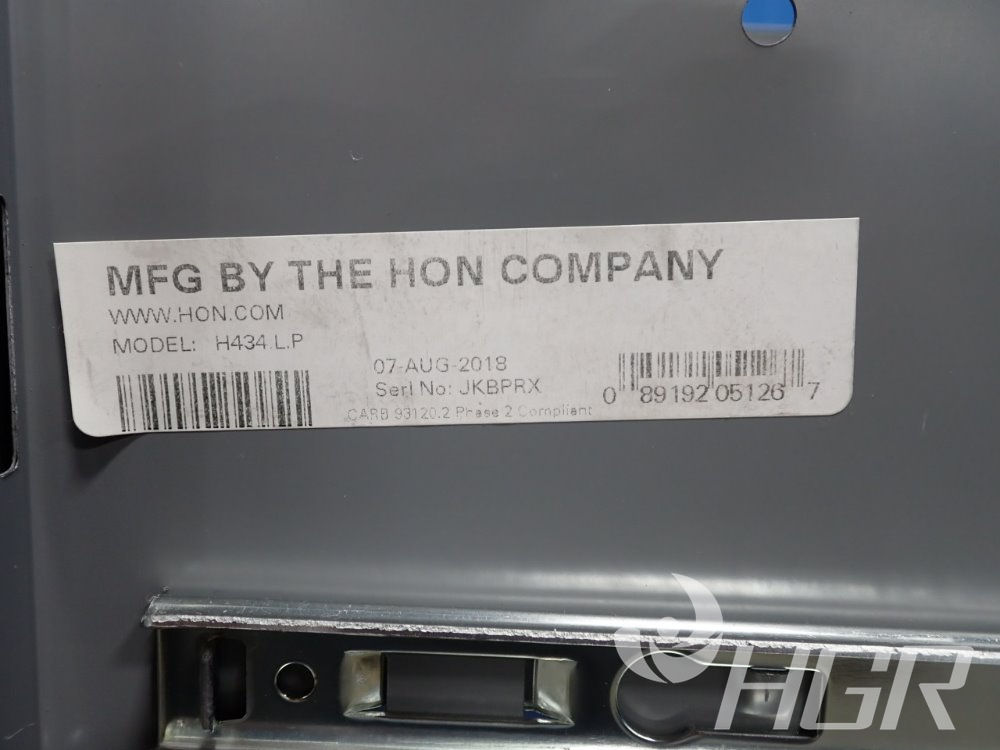 MFG BY THE HON COMPANY
WWW.HON.COM
MODEL: H434.L.P
07-AUG-2018
Serl No: JKBPRX
CARB 93120.2 Phase 2 Compliant
0 89192 05126 7
HGR